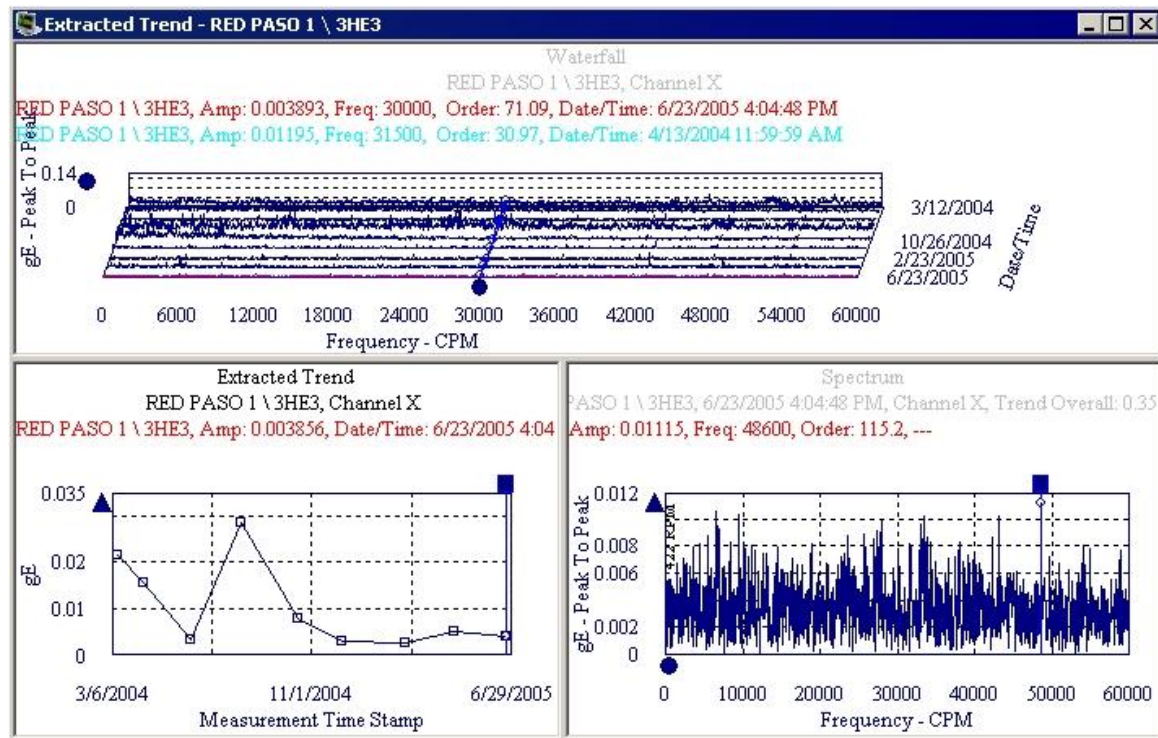 Extracted Trend - RED PASO 1 \ 3HE3
Waterfall
RED PASO 1 \ 3HE3, Channel X
RED PASO 1 \ 3HE3, Amp: 0.003893, Freq: 30000, Order: 71.09, Date/Time: 6/23/2005 4:04:48 PM
RED PASO 1 \ 3HE3, Amp: 0.01195, Freq: 31500, Order: 30.97, Date/Time: 4/13/2004 11:59:59 AM
gE - Peak To Peak
0.14
0
3/12/2004
10/26/2004
2/23/2005
6/23/2005
Date/Time
0 6000 12000 18000 24000 30000 36000 42000 48000 54000 60000
Frequency - CPM
Extracted Trend
RED PASO 1 \ 3HE3, Channel X
RED PASO 1 \ 3HE3, Amp: 0.003856, Date/Time: 6/23/2005 4:04
gE
0.035
0.02
0.01
0
3/6/2004 11/1/2004 6/29/2005
Measurement Time Stamp
Spectrum
PASO 1 \ 3HE3, 6/23/2005 4:04:48 PM, Channel X, Trend Overall: 0.35
Amp: 0.01115, Freq: 48600, Order: 115.2, ---
gE - Peak To Peak
0.012
0.008
0.006
0.002
0
RPM
0 10000 20000 30000 40000 50000 60000
Frequency - CPM